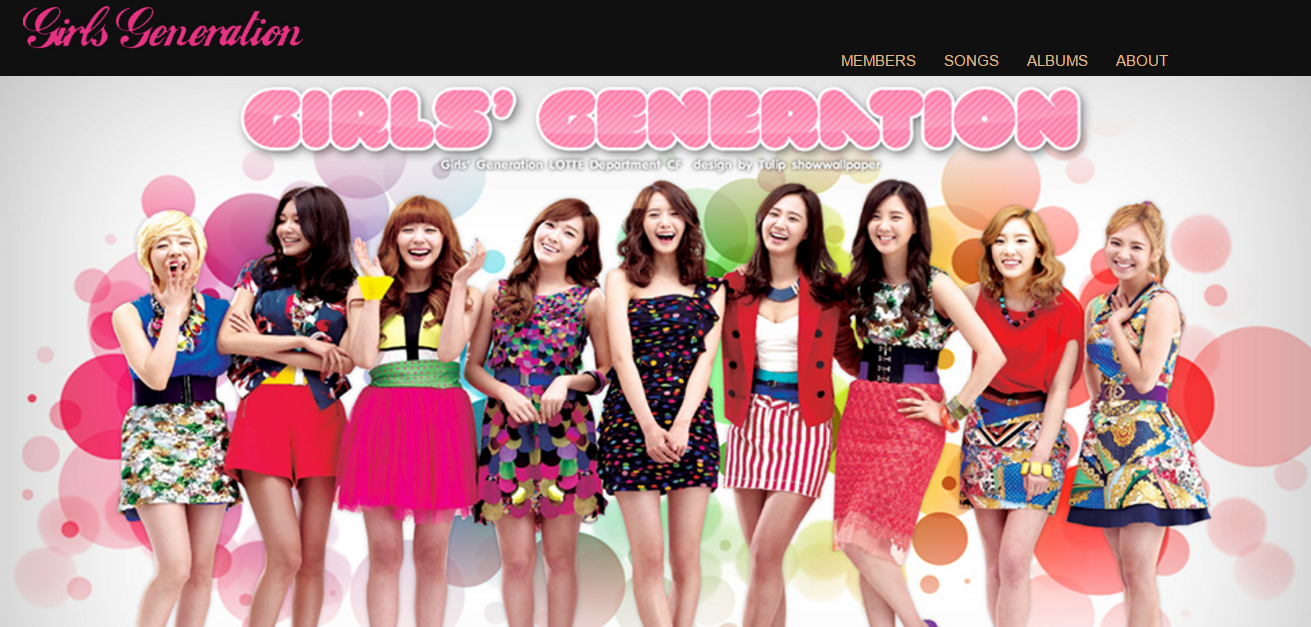 Girls Generation
MEMBERS SONGS ALBUMS ABOUT
GIRLS' GENERATION
Girls' Generation LOTTE Department CF design by Tulip showwallpaper